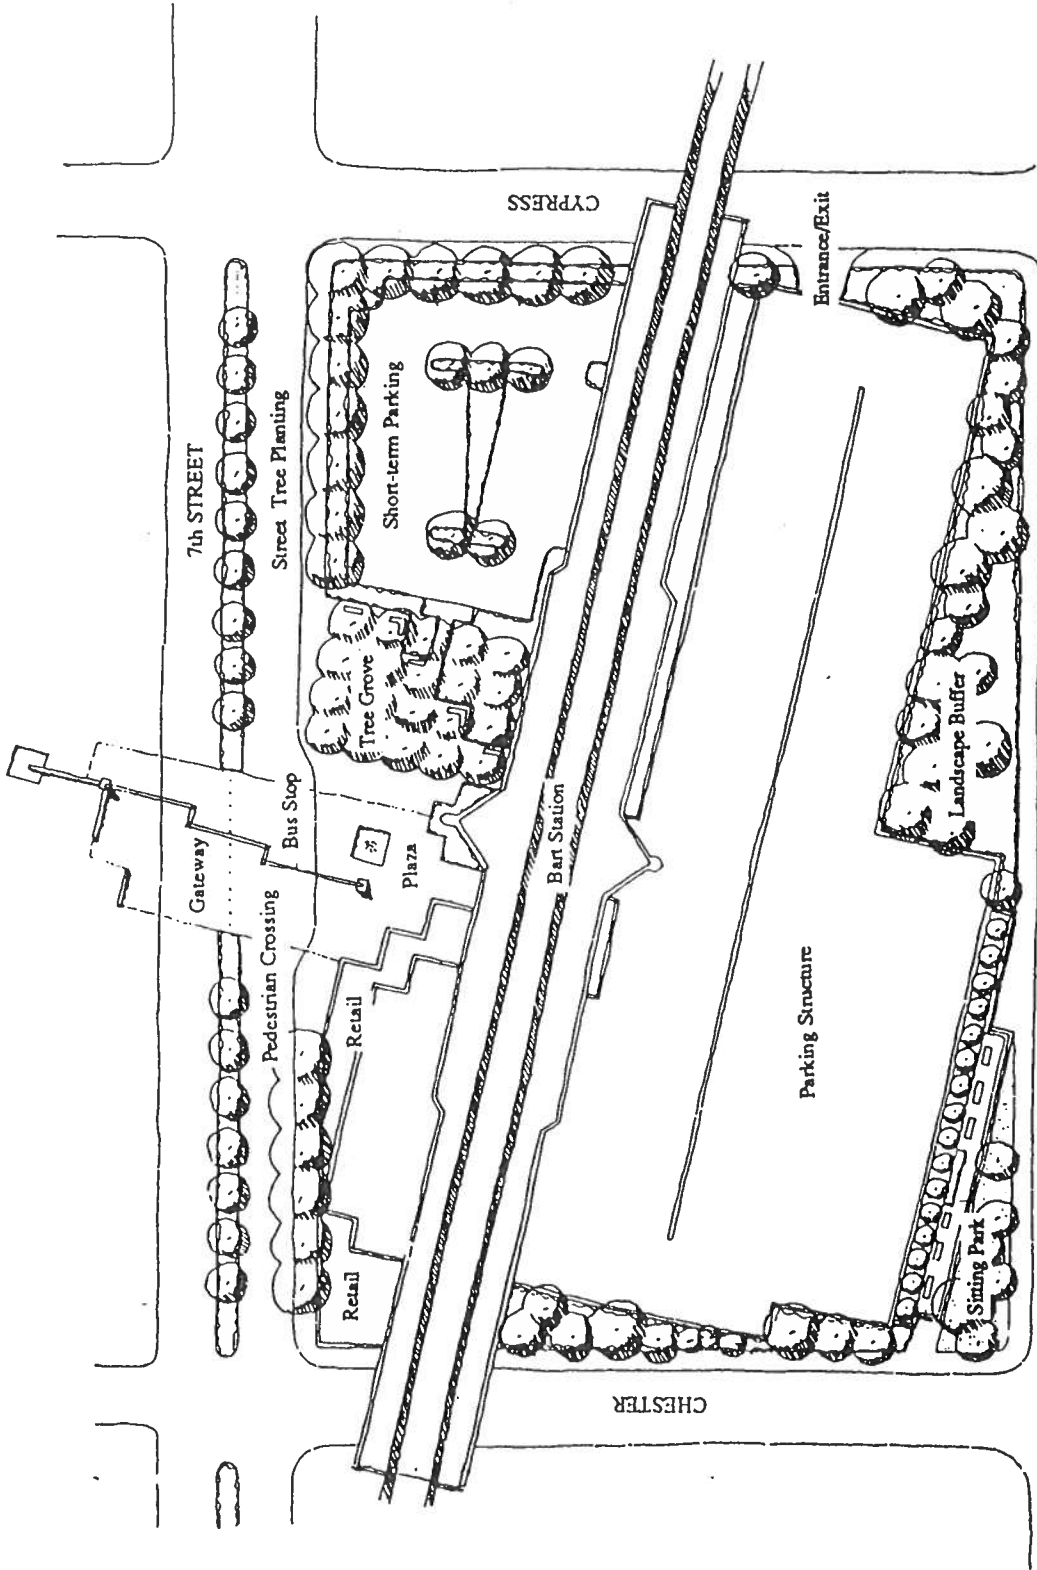 7th STREET
Street Tree Planting
CYPRESS
Short-term Parking
Entrance/Exit
Tree Grove
Gateway
Bus Stop
Plaza
Pedestrian Crossing
Bart Station
Landscape Buffer
Retail
Parking Structure
Retail
Sitting Park
CHESTER